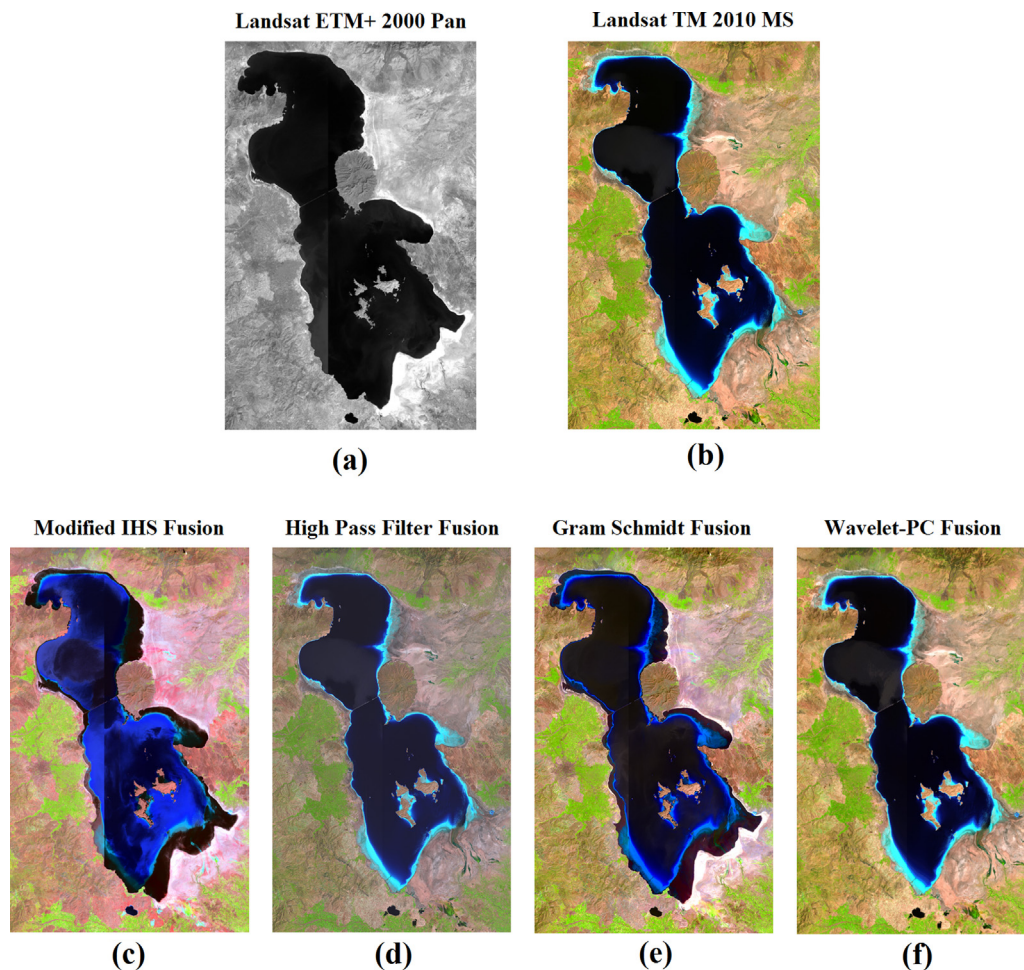 Landsat ETM+ 2000 Pan
Landsat TM 2010 MS
(a)
(b)
Modified IHS Fusion
High Pass Filter Fusion
Gram Schmidt Fusion
Wavelet-PC Fusion
(c)
(d)
(e)
(f)